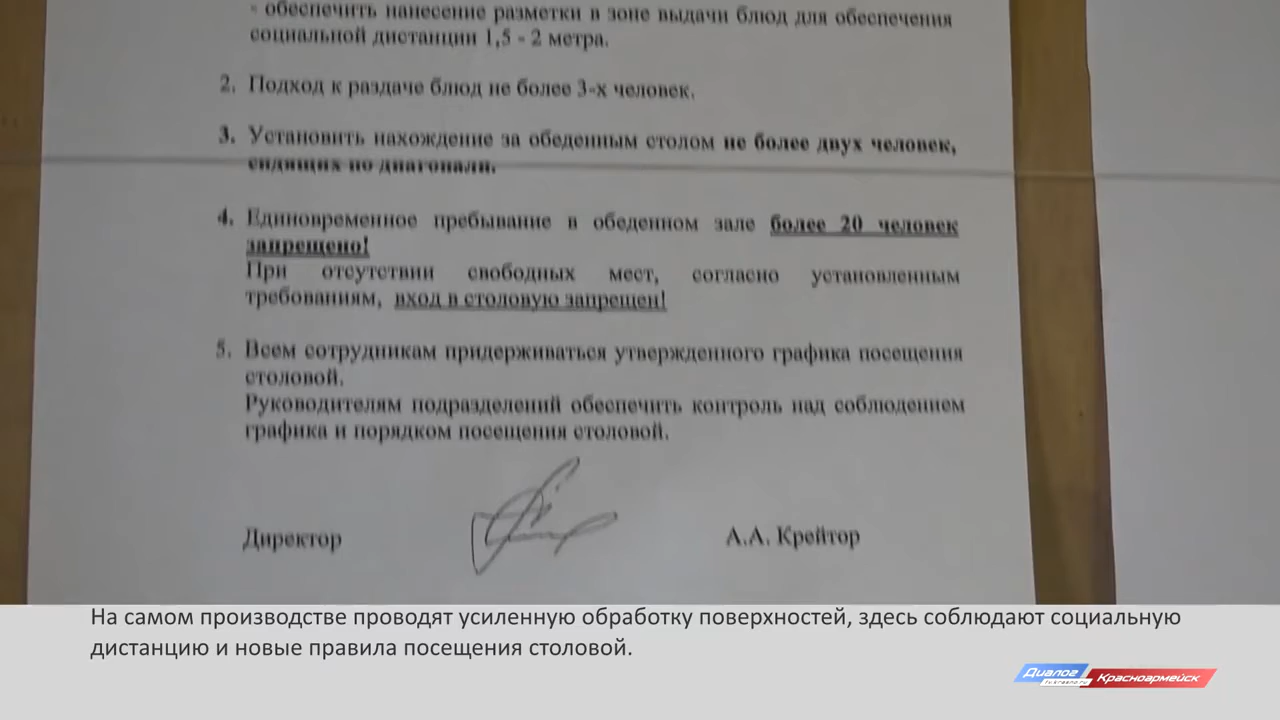 - обеспечить нанесение разметки в зоне выдачи блюд для обеспечения
социальной дистанции 1,5 - 2 метра.
2. Подход к раздаче блюд не более 3-х человек.
3. Установить нахождение за обеденным столом не более двух человек,
сидящих по диагонали.
4. Единовременное пребывание в обеденном зале более 20 человек
запрещено!
При отсутствии свободных мест, согласно установленным
требованиям, вход в столовую запрещен!
5. Всем сотрудникам придерживаться утвержденного графика посещения
столовой.
Руководителям подразделений обеспечить контроль над соблюдением
графика и порядком посещения столовой.
Директор А.А. Крейтор
На самом производстве проводят усиленную обработку поверхностей, здесь соблюдают социальную
дистанцию и новые правила посещения столовой.
Диалог Красноармейск